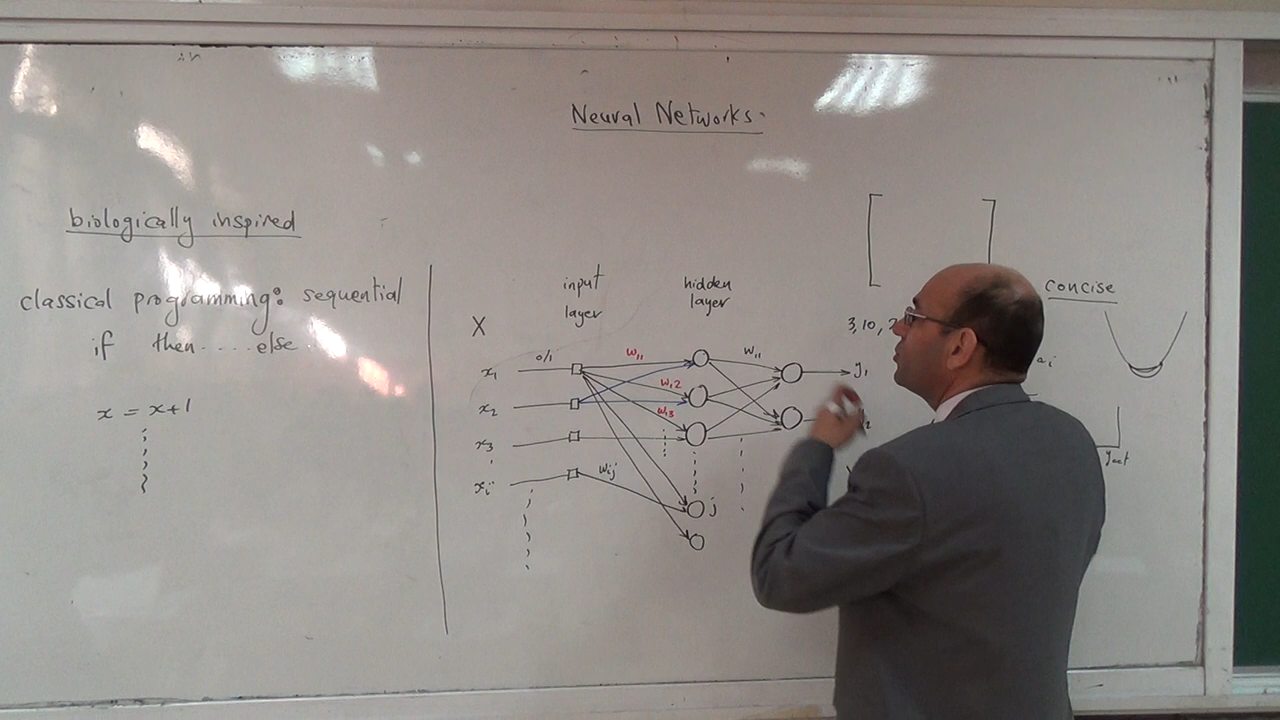 Neural Networks.
biologically inspired
classical programming: sequential
if then.....else..
x = x+1
input
layer
hidden
layer
X
0/1
x1
x2
x3
xi
w11
w12
w13
wij
j
w11
y1
3, 10,
concise
ai
yact